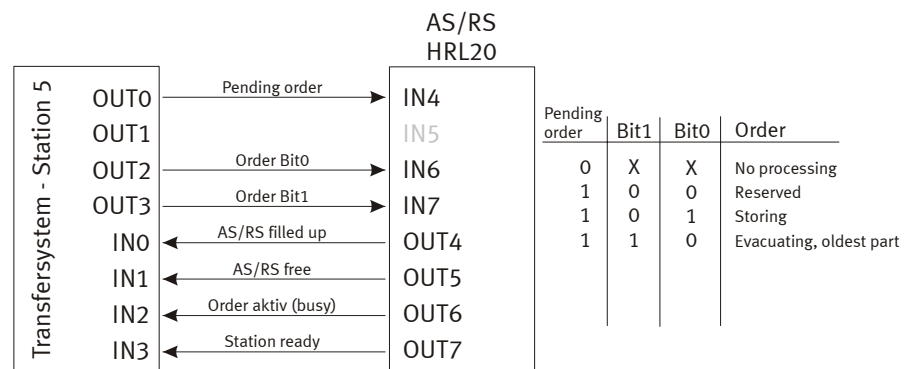 AS/RS
HRL20
Transfersystem - Station 5
OUT0 Pending order IN4
OUT1 IN5
OUT2 Order Bit0 IN6
OUT3 Order Bit1 IN7
IN0 AS/RS filled up OUT4
IN1 AS/RS free OUT5
IN2 Order aktiv (busy) OUT6
IN3 Station ready OUT7
Pending
order Bit1 Bit0 Order
0 X X No processing
1 0 0 Reserved
1 0 1 Storing
1 1 0 Evacuating, oldest part